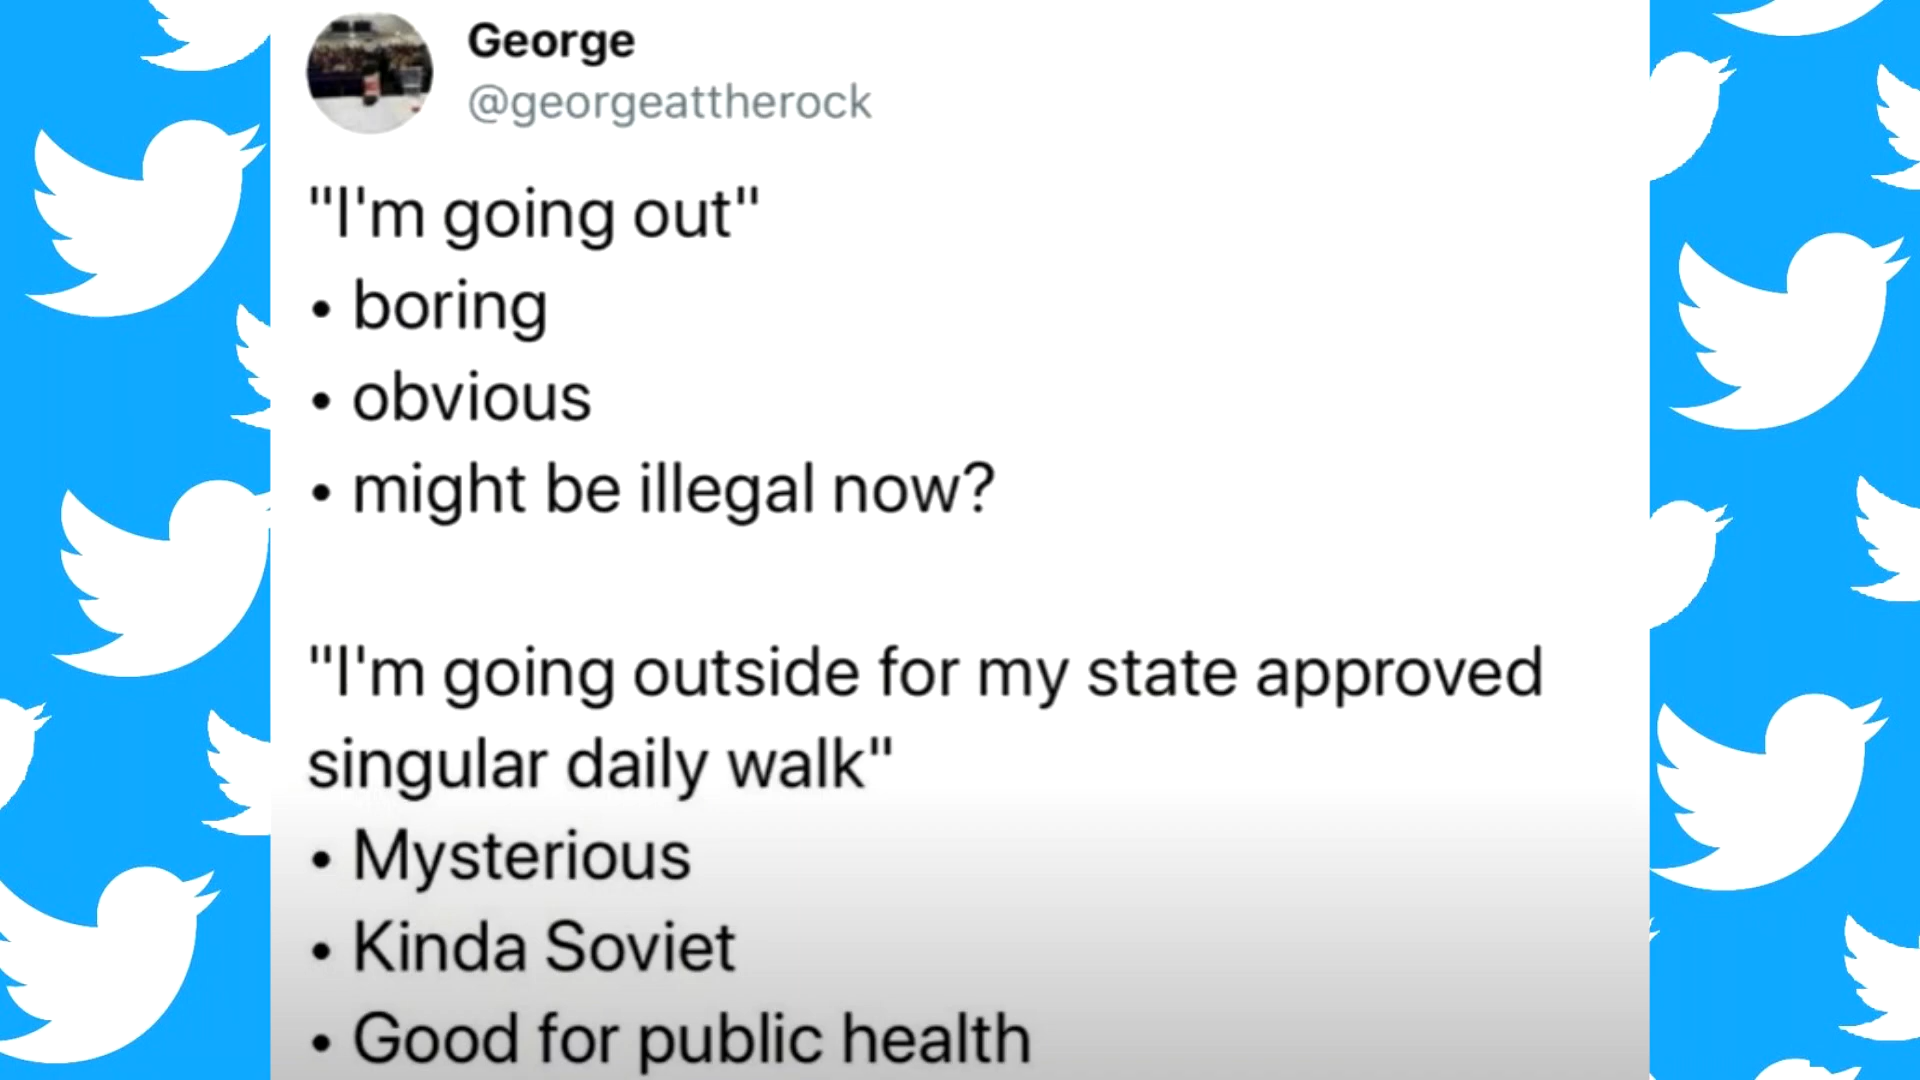 George
@georgeattherock
"I'm going out"
• boring
• obvious
• might be illegal now?
"I'm going outside for my state approved
singular daily walk"
• Mysterious
• Kinda Soviet
• Good for public health